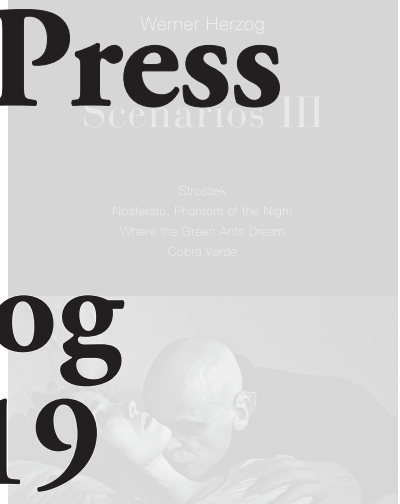 Werner Herzog
Press
Scenarios III
Stroszek
Nosferatu, Phantom of the Night
Where the Green Ants Dream
Cobra Verde
og
19